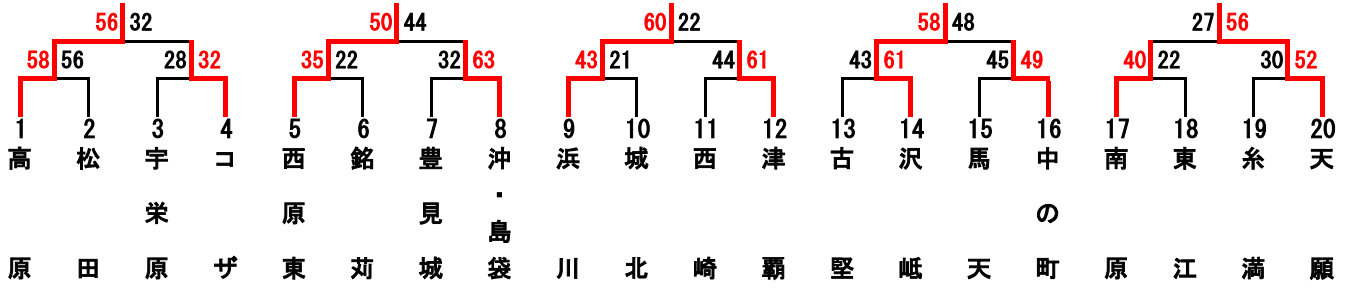 56 32 50 44 60 22 58 48 27 56
58 56 28 32 35 22 32 63 43 21 44 61 43 61 45 49 40 22 30 52
1 2 3 4 5 6 7 8 9 10 11 12 13 14 15 16 17 18 19 20
高原
松田
宇栄原
コザ
西原東
銘苅
豊見城
沖・島袋
浜川
城北
西崎
津覇
古堅
沢岻
馬天
中の町
南原
東江
糸満
天願